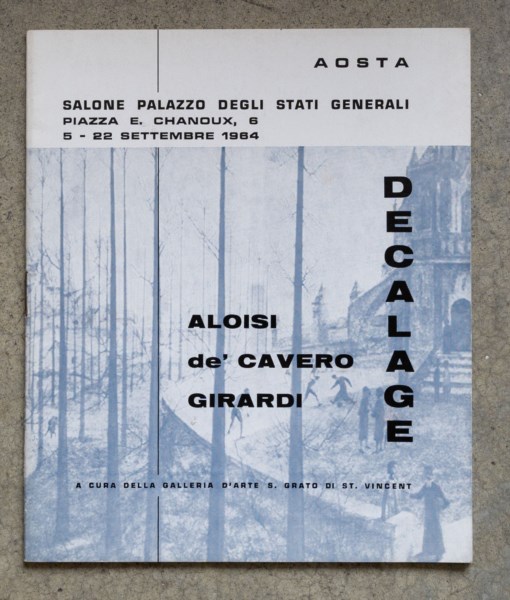 AOSTA
SALONE PALAZZO DEGLI STATI GENERALI
PIAZZA E. CHANOUX, 6
5 - 22 SETTEMBRE 1964
DECALAGE
ALOISI
de' CAVERO
GIRARDI
A CURA DELLA GALLERIA D'ARTE S. GRATO DI ST. VINCENT